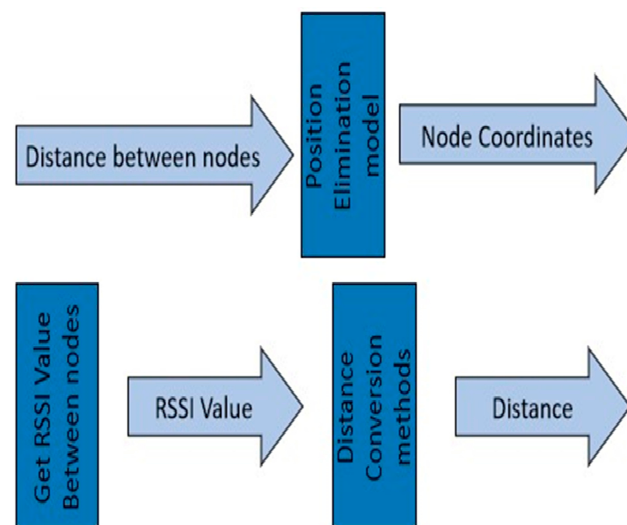 Distance between nodes
Position
Elimination
model
Node Coordinates
Get RSSI Value
Between nodes
RSSI Value
Distance
Conversion
methods
Distance